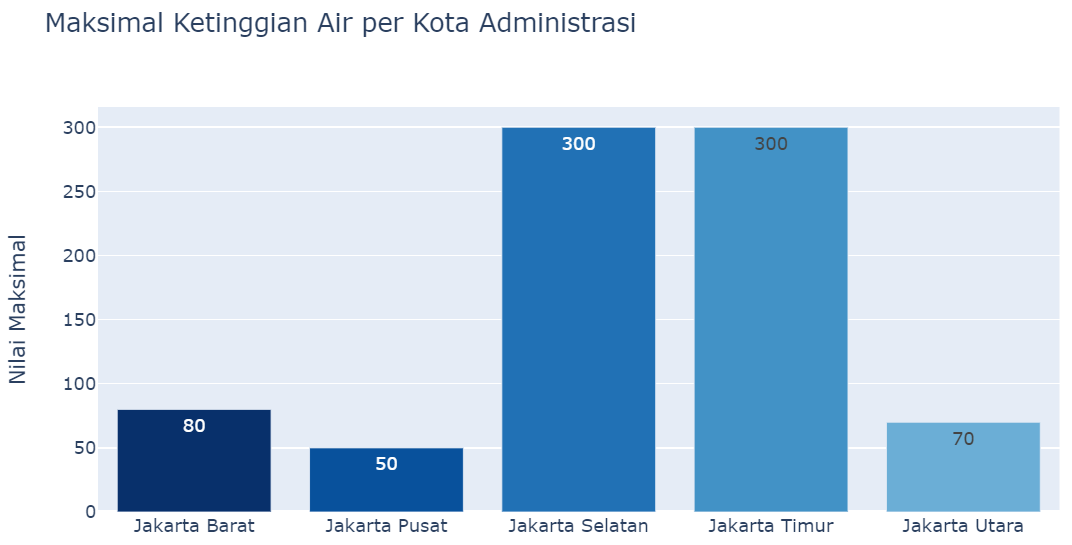 Maksimal Ketinggian Air per Kota Administrasi
Nilai Maksimal
300
250
200
150
100
50
0
80
50
300
300
70
Jakarta Barat
Jakarta Pusat
Jakarta Selatan
Jakarta Timur
Jakarta Utara